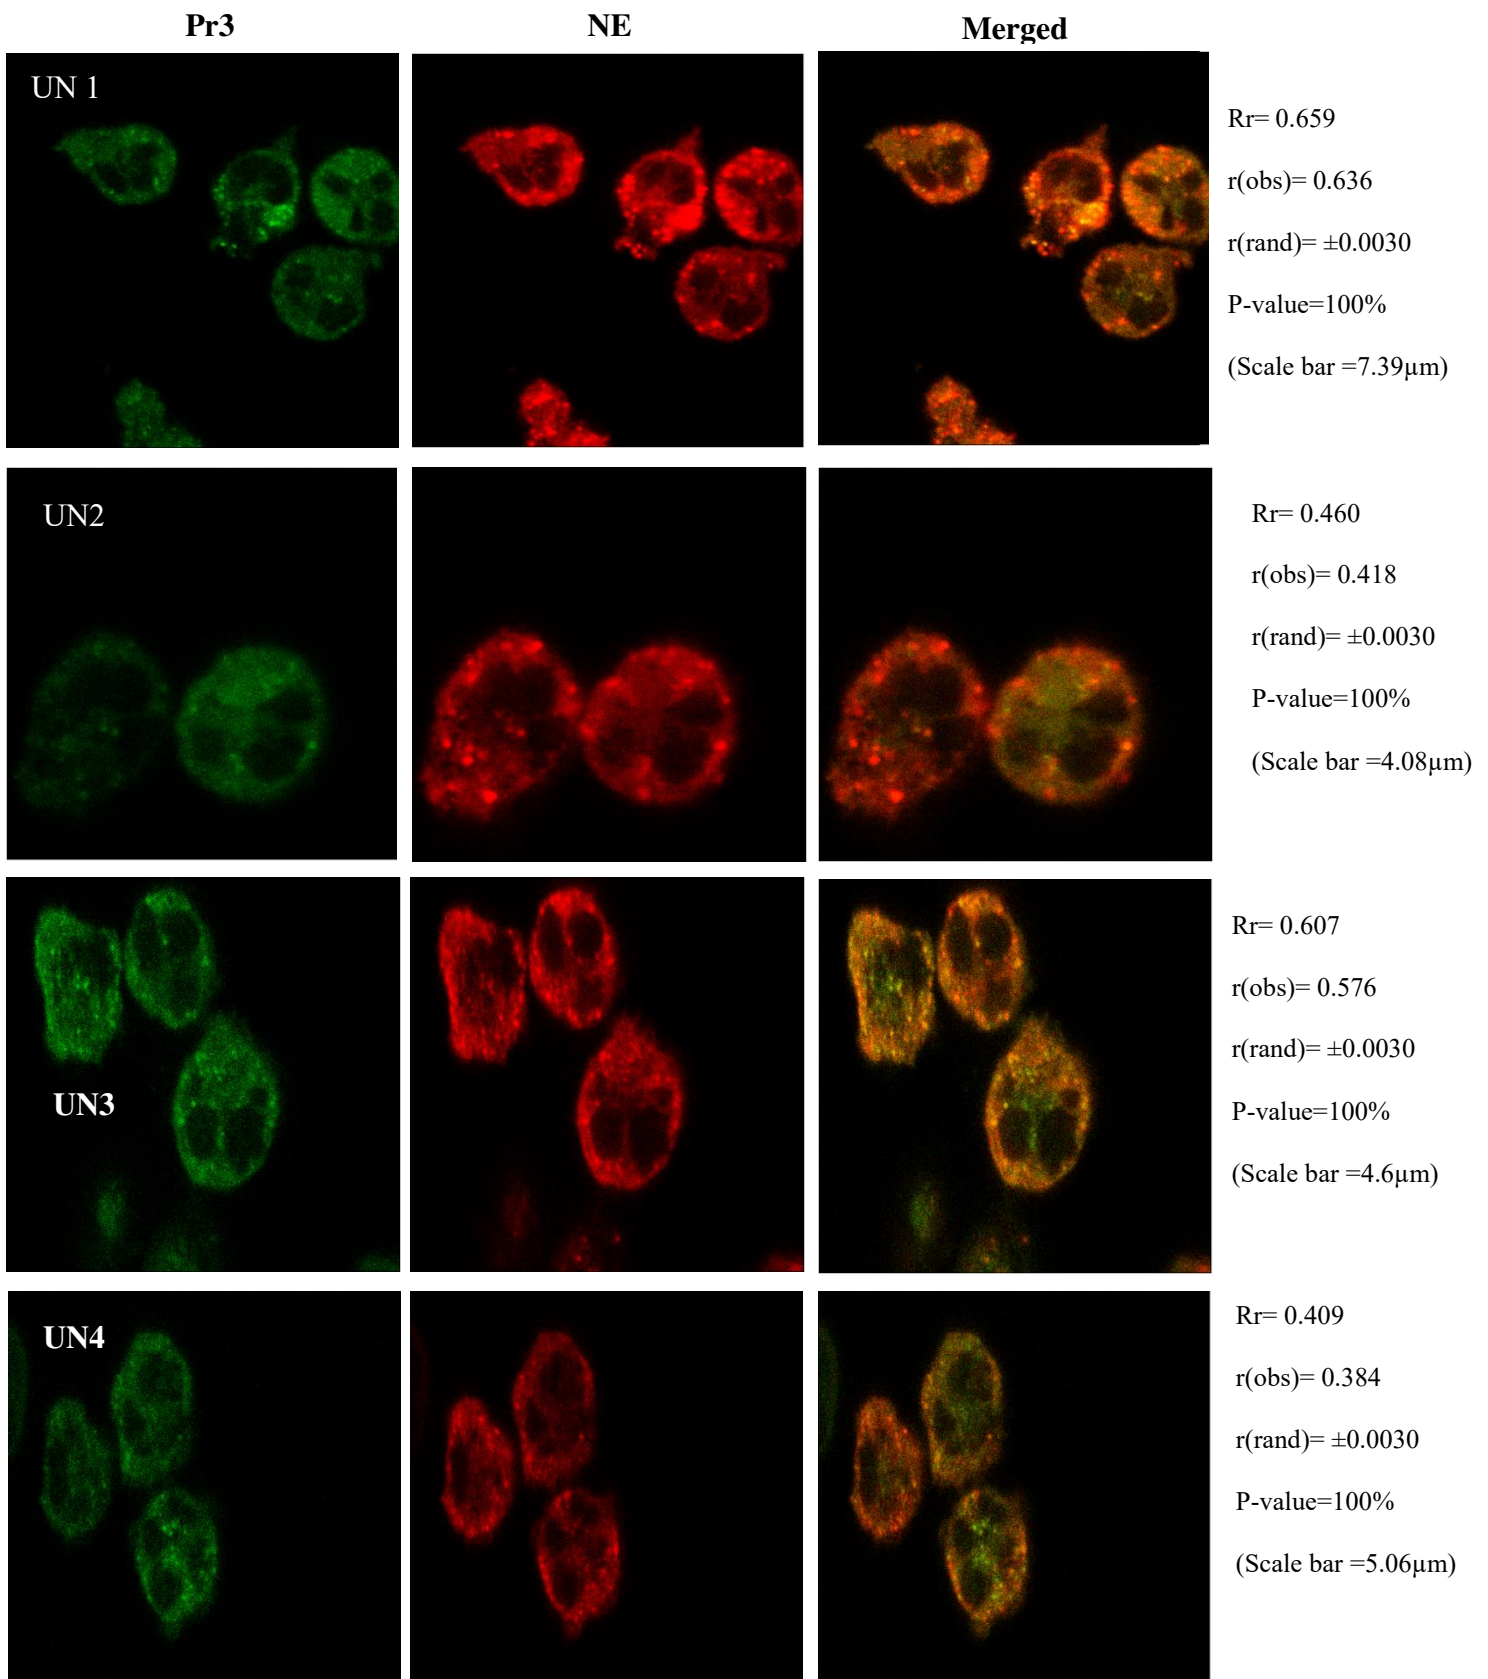 Pr3 NE Merged
UN 1
Rr= 0.659
r(obs)= 0.636
r(rand)= ±0.0030
P-value=100%
(Scale bar =7.39µm)
UN2
Rr= 0.460
r(obs)= 0.418
r(rand)= ±0.0030
P-value=100%
(Scale bar =4.08µm)
UN3
Rr= 0.607
r(obs)= 0.576
r(rand)= ±0.0030
P-value=100%
(Scale bar =4.6µm)
UN4
Rr= 0.409
r(obs)= 0.384
r(rand)= ±0.0030
P-value=100%
(Scale bar =5.06µm)